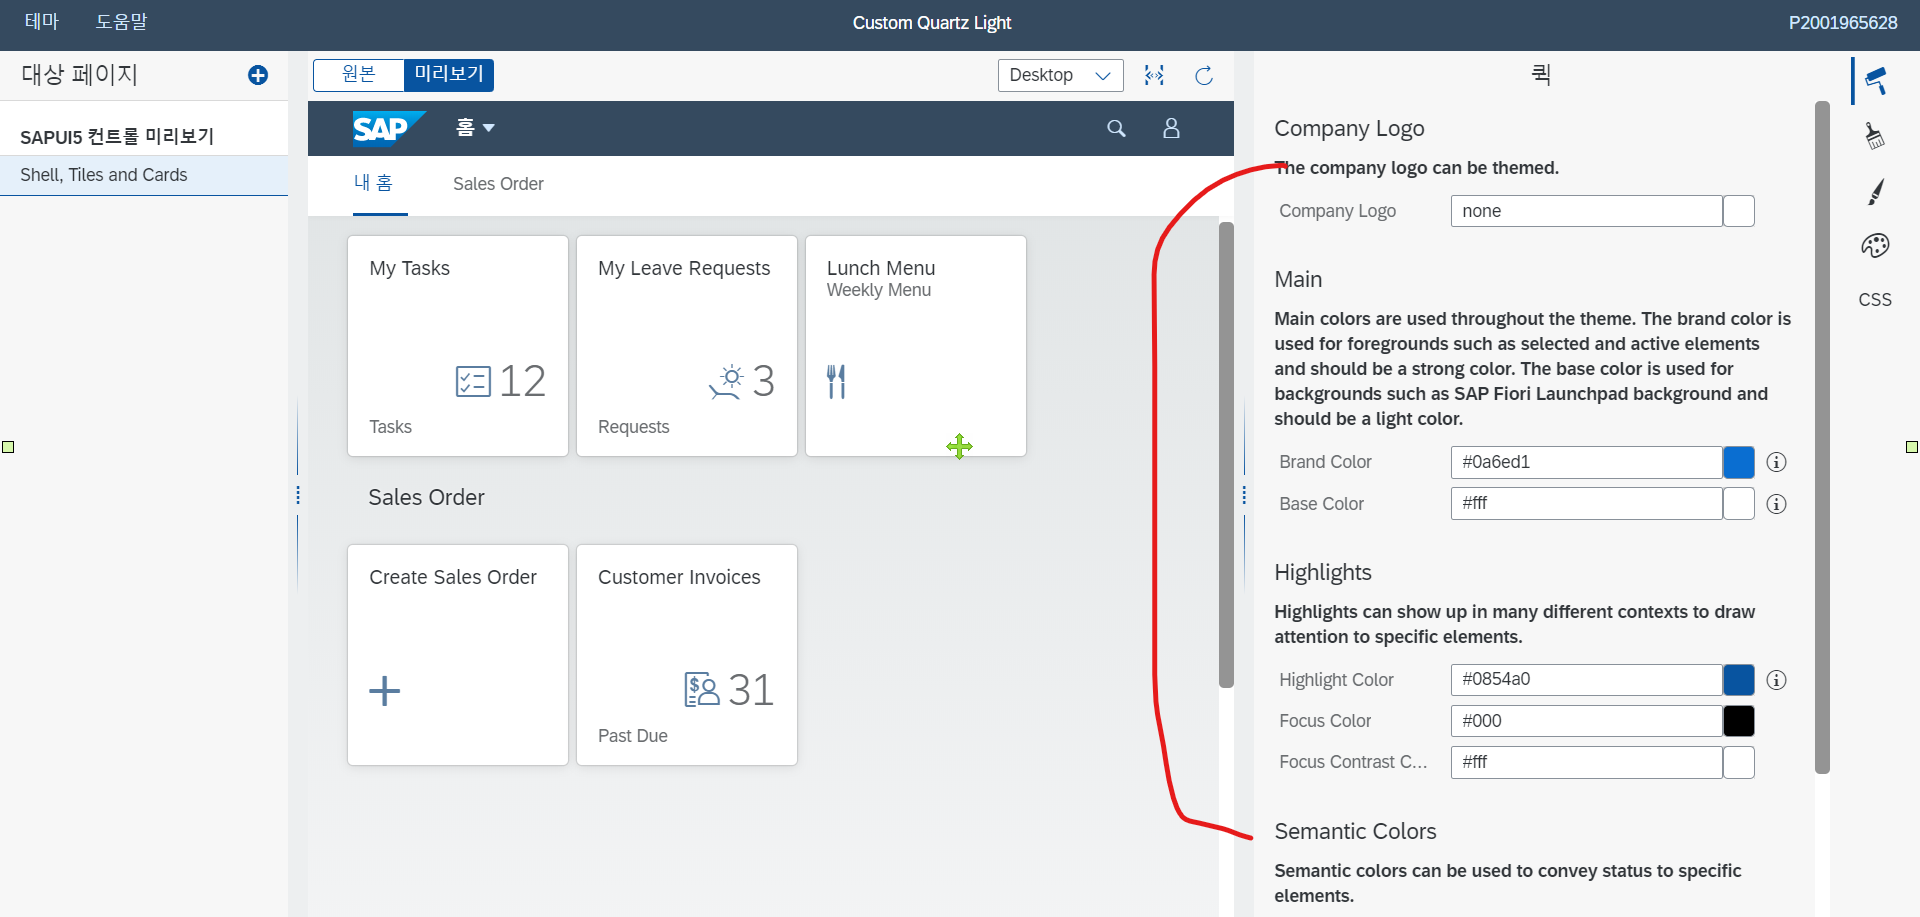 테마
도움말
Custom Quartz Light
P2001965628
대상 페이지
SAPUI5 컨트롤 미리보기
Shell, Tiles and Cards
원본
미리보기
Desktop
SAP
홈
내 홈
Sales Order
My Tasks
12
Tasks
My Leave Requests
3
Requests
Lunch Menu
Weekly Menu
Sales Order
Create Sales Order
Customer Invoices
31
Past Due
퀵
Company Logo
The company logo can be themed.
Company Logo
none
Main
Main colors are used throughout the theme. The brand color is
used for foregrounds such as selected and active elements
and should be a strong color. The base color is used for
backgrounds such as SAP Fiori Launchpad background and
should be a light color.
Brand Color
#0a6ed1
Base Color
#fff
Highlights
Highlights can show up in many different contexts to draw
attention to specific elements.
Highlight Color
#0854a0
Focus Color
#000
Focus Contrast C...
#fff
Semantic Colors
Semantic colors can be used to convey status to specific
elements.
CSS